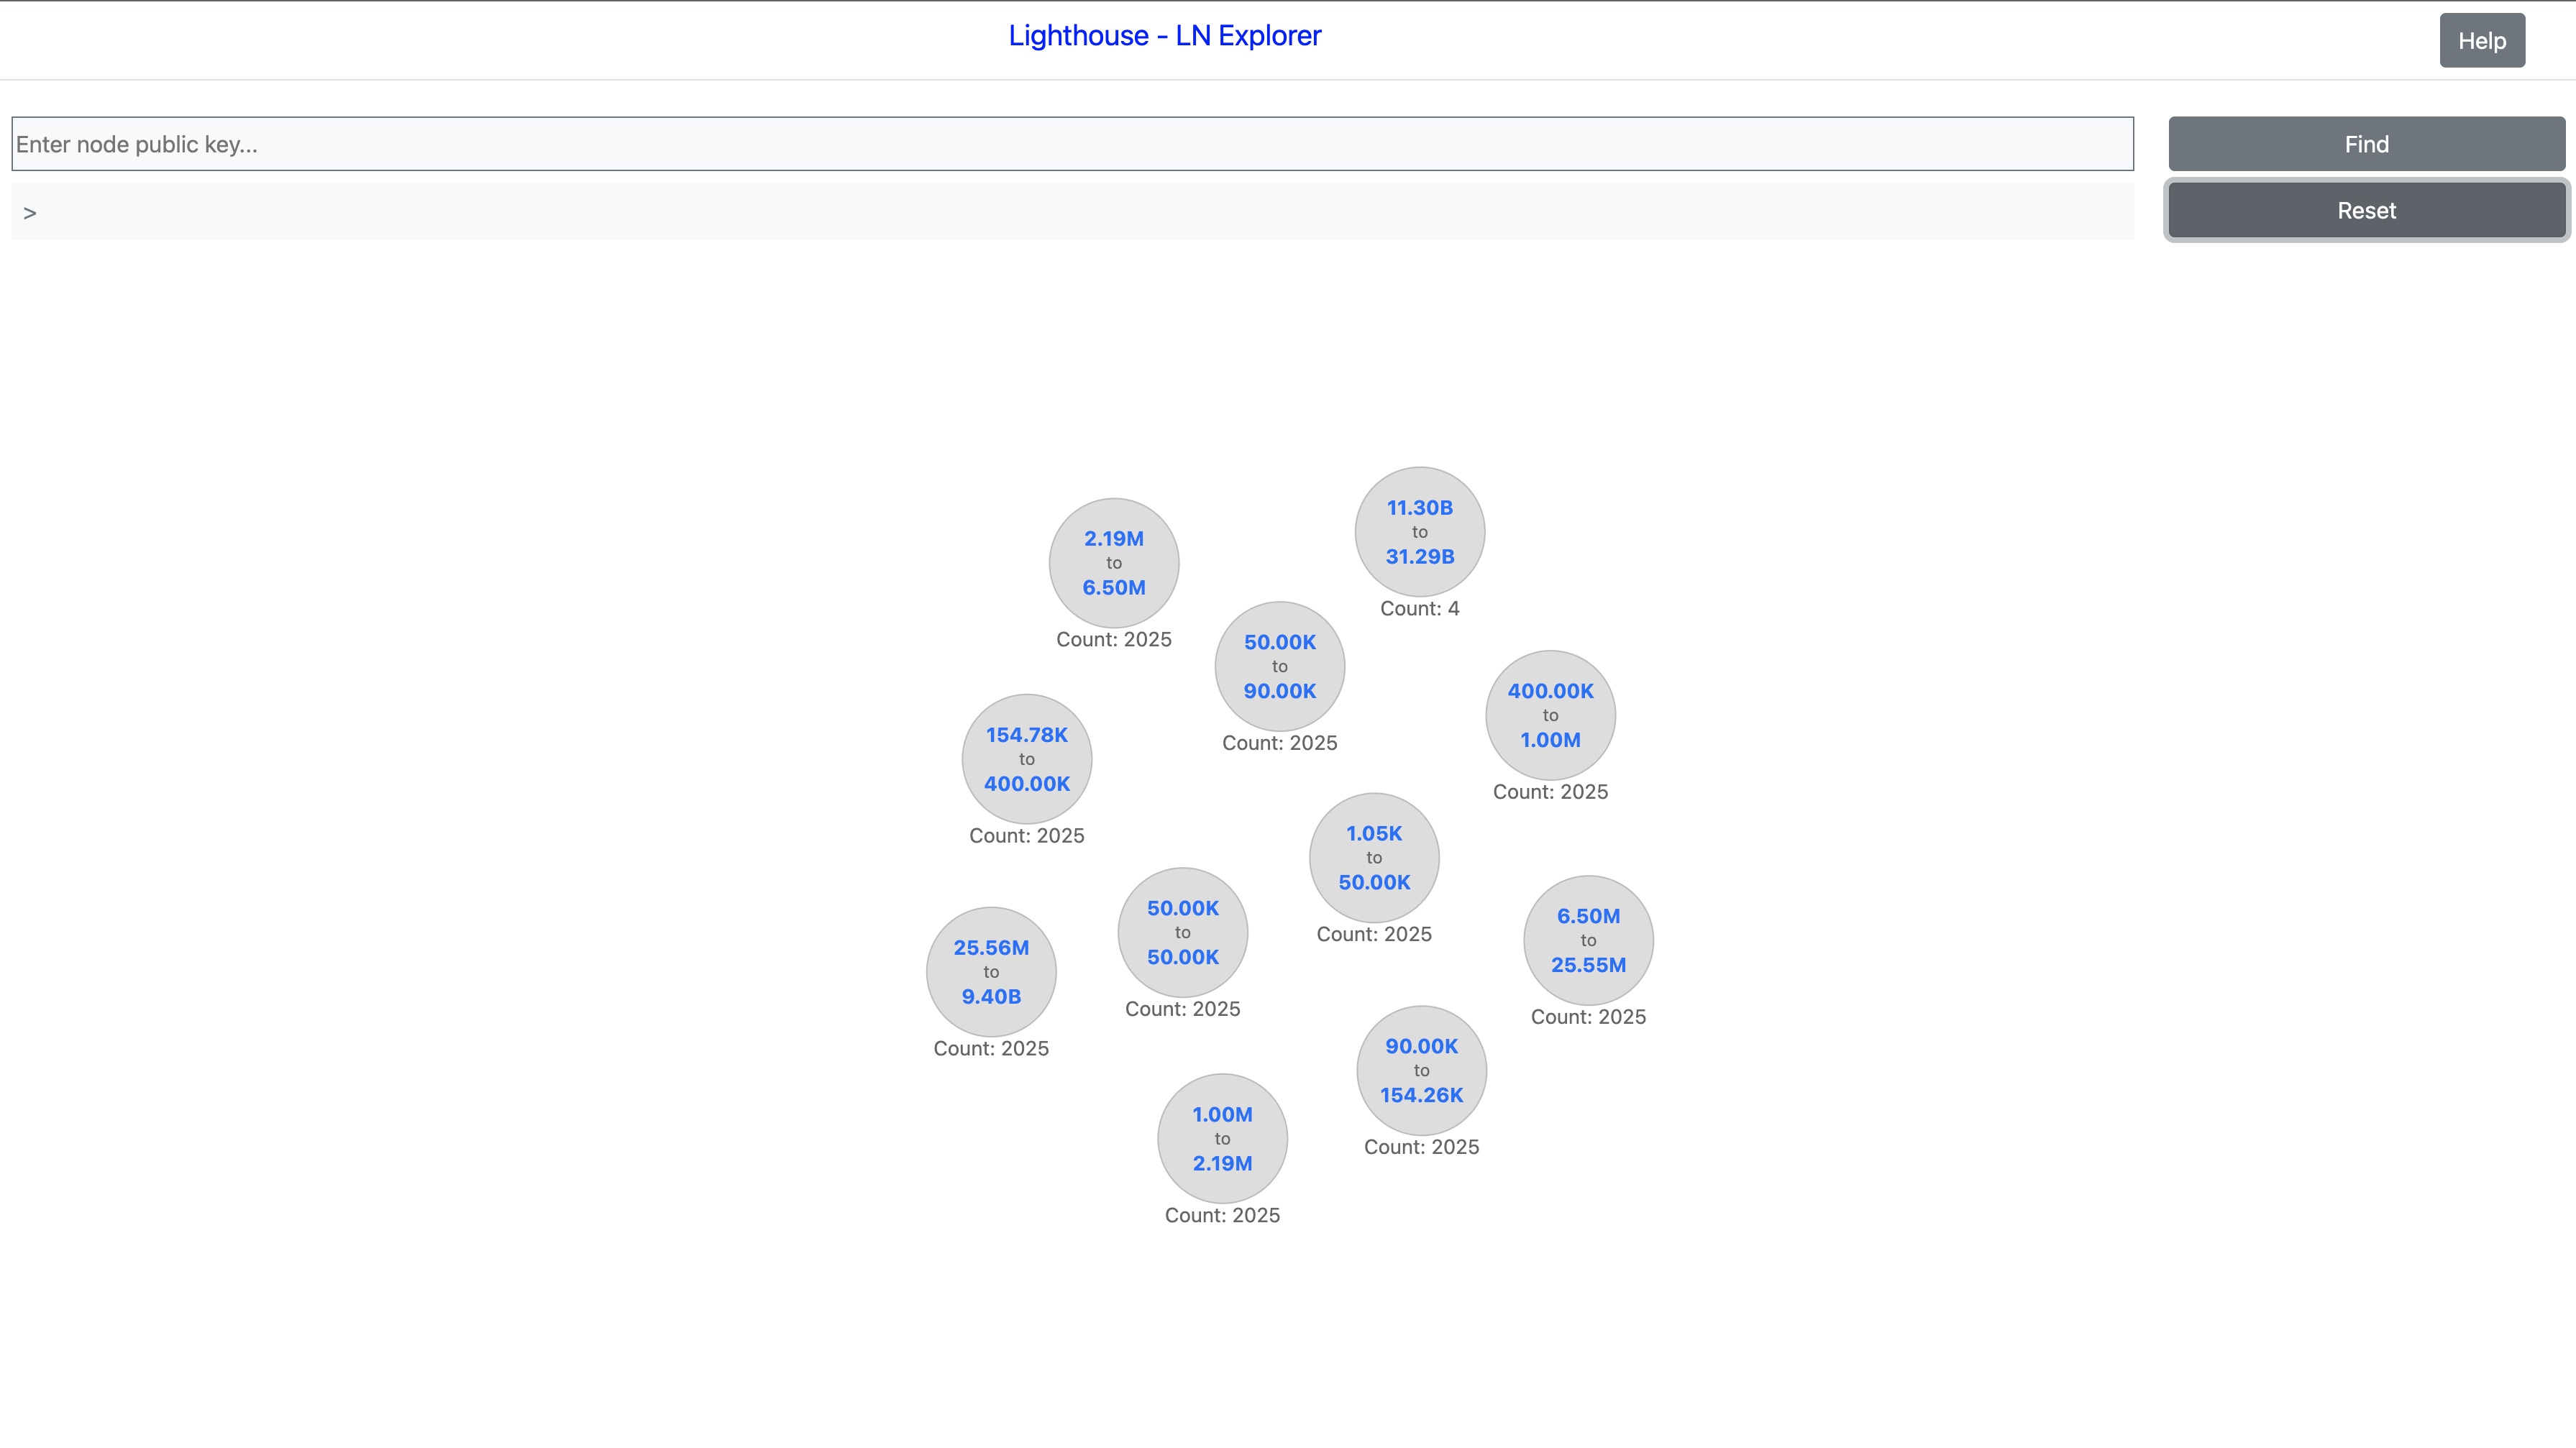 Lighthouse - LN Explorer
Help
Enter node public key...
Find
>
Reset
11.30B
to
31.29B
Count: 4
2.19M
to
6.50M
Count: 2025
50.00K
to
90.00K
Count: 2025
400.00K
to
1.00M
Count: 2025
154.78K
to
400.00K
Count: 2025
1.05K
to
50.00K
Count: 2025
50.00K
to
50.00K
Count: 2025
6.50M
to
25.55M
Count: 2025
25.56M
to
9.40B
Count: 2025
90.00K
to
154.26K
Count: 2025
1.00M
to
2.19M
Count: 2025